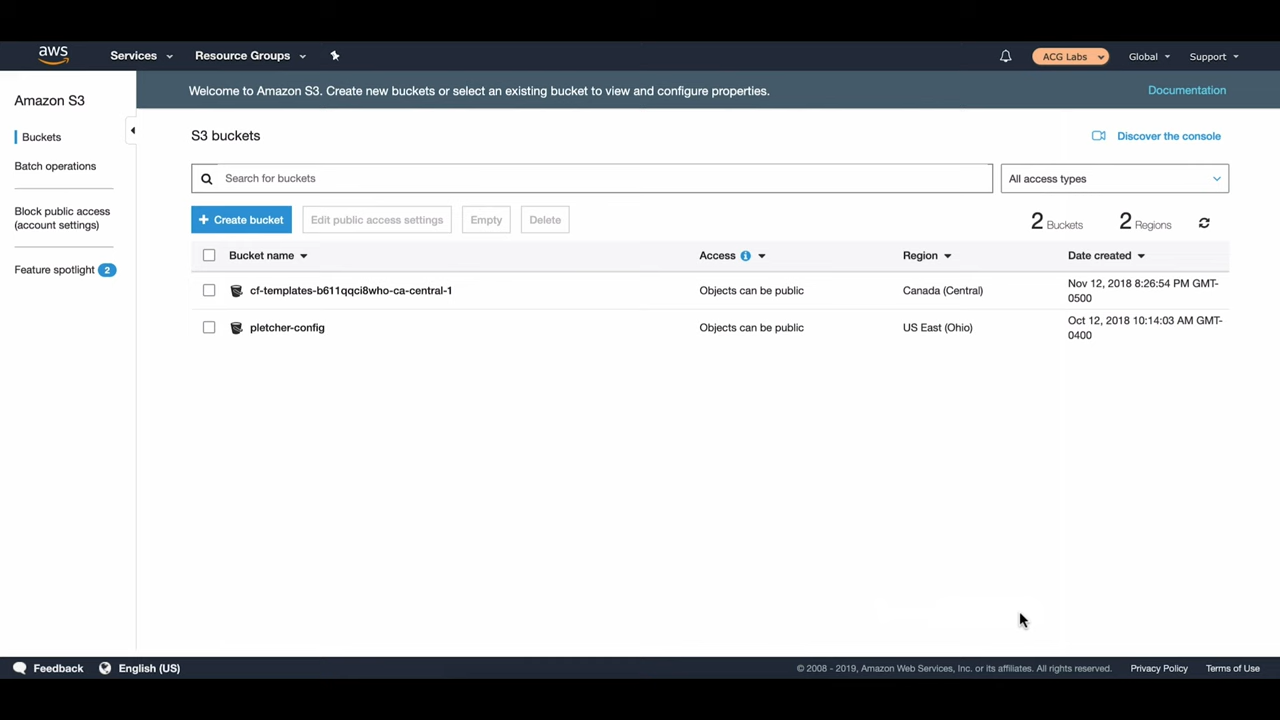 aws Services Resource Groups ACG Labs Global Support
Amazon S3
Welcome to Amazon S3. Create new buckets or select an existing bucket to view and configure properties. Documentation
Buckets
Batch operations
Block public access
(account settings)
Feature spotlight 2
S3 buckets Discover the console
Search for buckets All access types
+ Create bucket Edit public access settings Empty Delete 2 Buckets 2 Regions
Bucket name Access Region Date created
cf-templates-b611qqci8who-ca-central-1 Objects can be public Canada (Central) Nov 12, 2018 8:26:54 PM GMT-
0500
pletcher-config Objects can be public US East (Ohio) Oct 12, 2018 10:14:03 AM GMT-
0400
Feedback English (US) © 2008 - 2019, Amazon Web Services, Inc. or its affiliates. All rights reserved. Privacy Policy Terms of Use